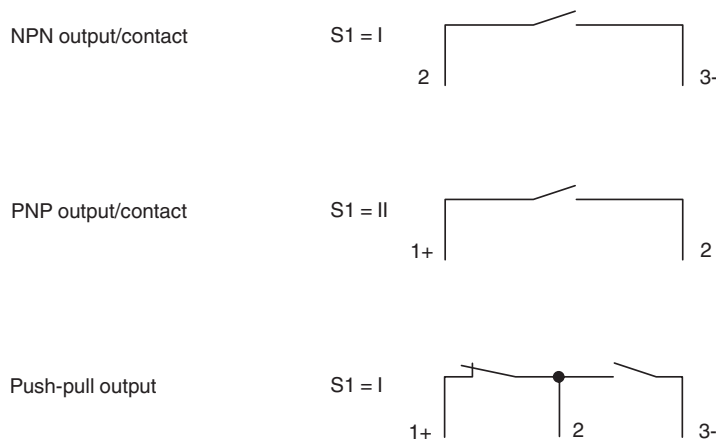 NPN output/contact S1 = I
2 3-
PNP output/contact S1 = II
1+ 2
Push-pull output S1 = I
1+ 2 3-